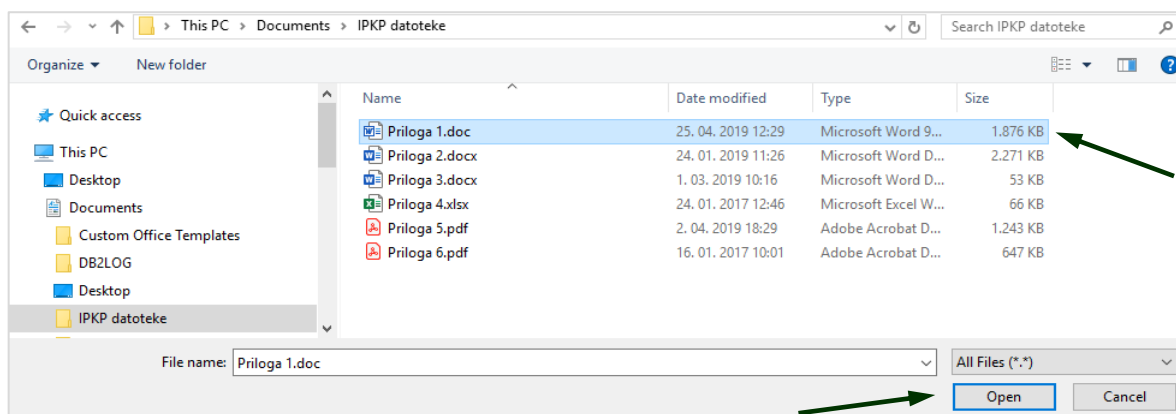 This PC > Documents > IPKP datoteke
Search IPKP datoteke
Organize
New folder
?
Name Date modified Type Size
Quick access
This PC
Desktop
Documents
Custom Office Templates
DB2LOG
Desktop
IPKP datoteke
Priloga 1.doc 25. 04. 2019 12:29 Microsoft Word 9... 1.876 KB
Priloga 2.docx 24. 01. 2019 11:26 Microsoft Word D... 2.271 KB
Priloga 3.docx 1. 03. 2019 10:16 Microsoft Word D... 53 KB
Priloga 4.xlsx 24. 01. 2017 12:46 Microsoft Excel W... 66 KB
Priloga 5.pdf 2. 04. 2019 18:29 Adobe Acrobat D... 1.243 KB
Priloga 6.pdf 16. 01. 2017 10:01 Adobe Acrobat D... 647 KB
File name: Priloga 1.doc
All Files (*.*)
Open
Cancel